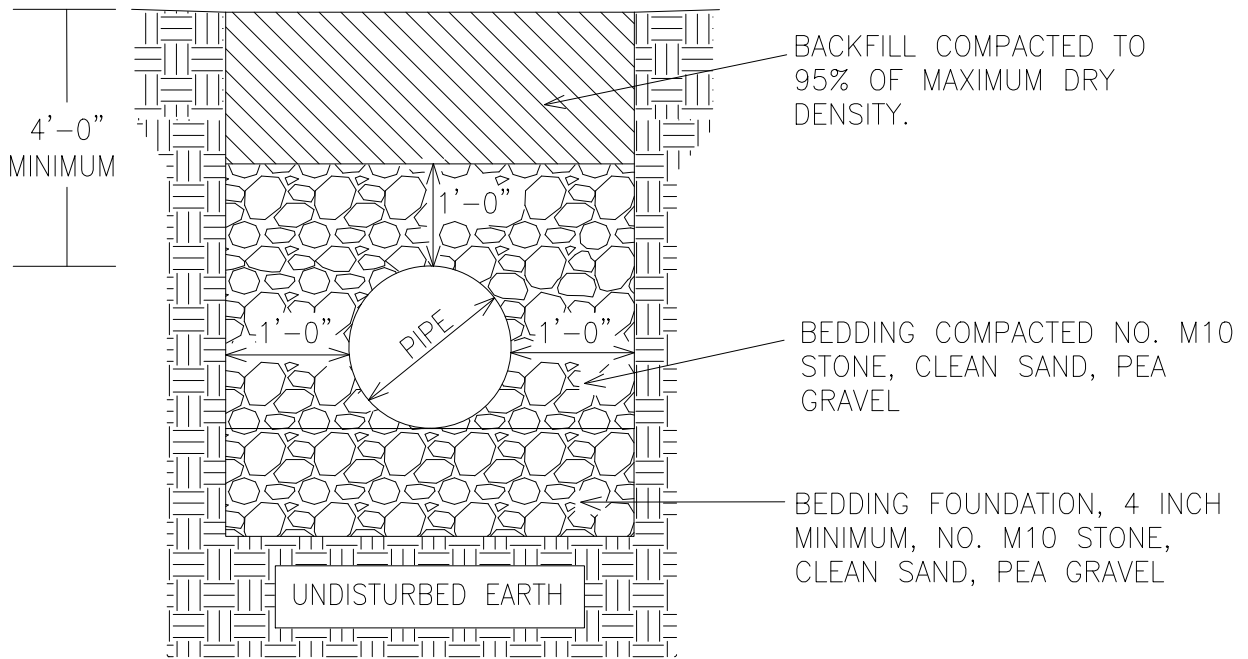 BACKFILL COMPACTED TO
95% OF MAXIMUM DRY
DENSITY.
4'-0"
MINIMUM
1'-0"
1'-0"
PIPE
1'-0"
BEDDING COMPACTED NO. M10
STONE, CLEAN SAND, PEA
GRAVEL
BEDDING FOUNDATION, 4 INCH
MINIMUM, NO. M10 STONE,
CLEAN SAND, PEA GRAVEL
UNDISTURBED EARTH